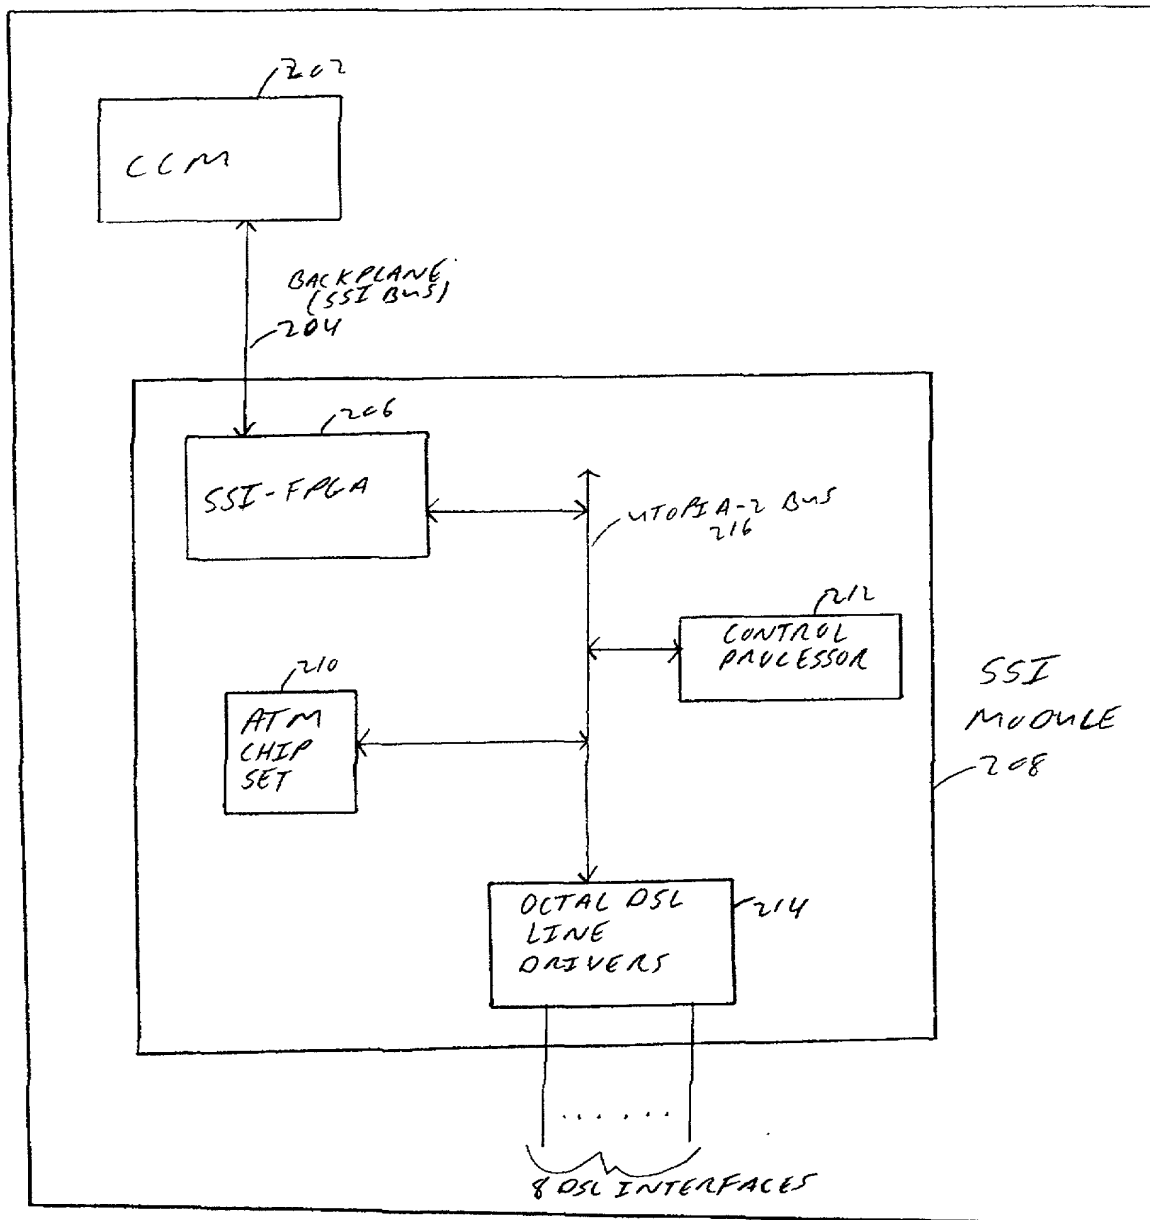 202
CCM
BACKPLANE
(SSI BUS)
204
206
SSI-FPGA
UTOPIA-2 BUS
216
212
CONTROL
PROCESSOR
210
ATM
CHIP
SET
SSI
MODULE
208
OCTAL DSL
LINE
DRIVERS
214
......
8 DSL INTERFACES